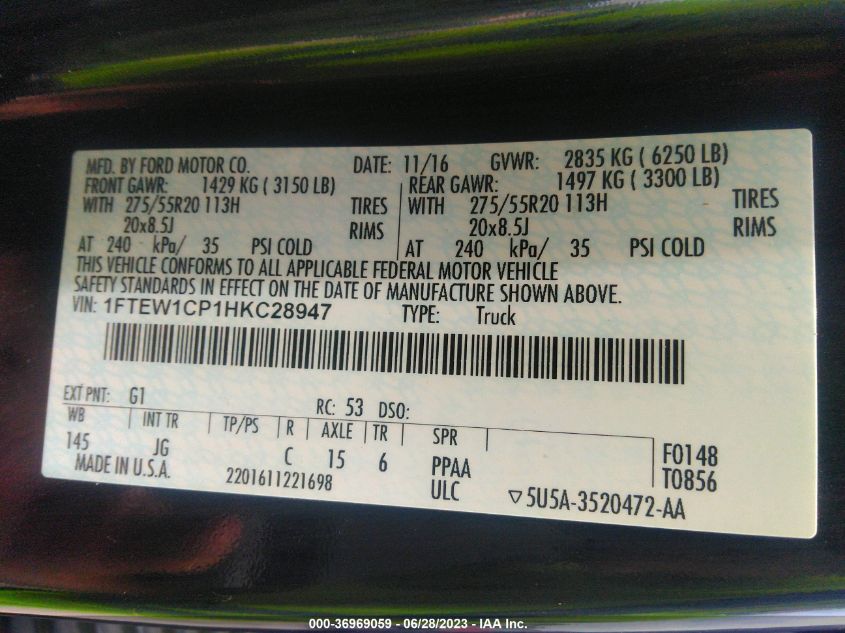 MFD. BY FORD MOTOR CO. DATE: 11/16 GVWR: 2835 KG ( 6250 LB)
FRONT GAWR: 1429 KG ( 3150 LB) REAR GAWR: 1497 KG ( 3300 LB)
WITH 275/55R20 113H TIRES WITH 275/55R20 113H TIRES
20x8.5J RIMS 20x8.5J RIMS
AT 240 kPa/ 35 PSI COLD AT 240 kPa/ 35 PSI COLD
THIS VEHICLE CONFORMS TO ALL APPLICABLE FEDERAL MOTOR VEHICLE
SAFETY STANDARDS IN EFFECT ON THE DATE OF MANUFACTURE SHOWN ABOVE.
VIN: 1FTEW1CP1HKC28947 TYPE: Truck
EXT PNT: G1 RC: 53 DSO:
WB INT TR TP/PS R AXLE TR SPR
145 JG C 15 6 PPAA F0148
MADE IN U.S.A. 2201611221698 ULC T0856
▽5U5A-3520472-AA
000-36969059 - 06/28/2023 - IAA Inc.